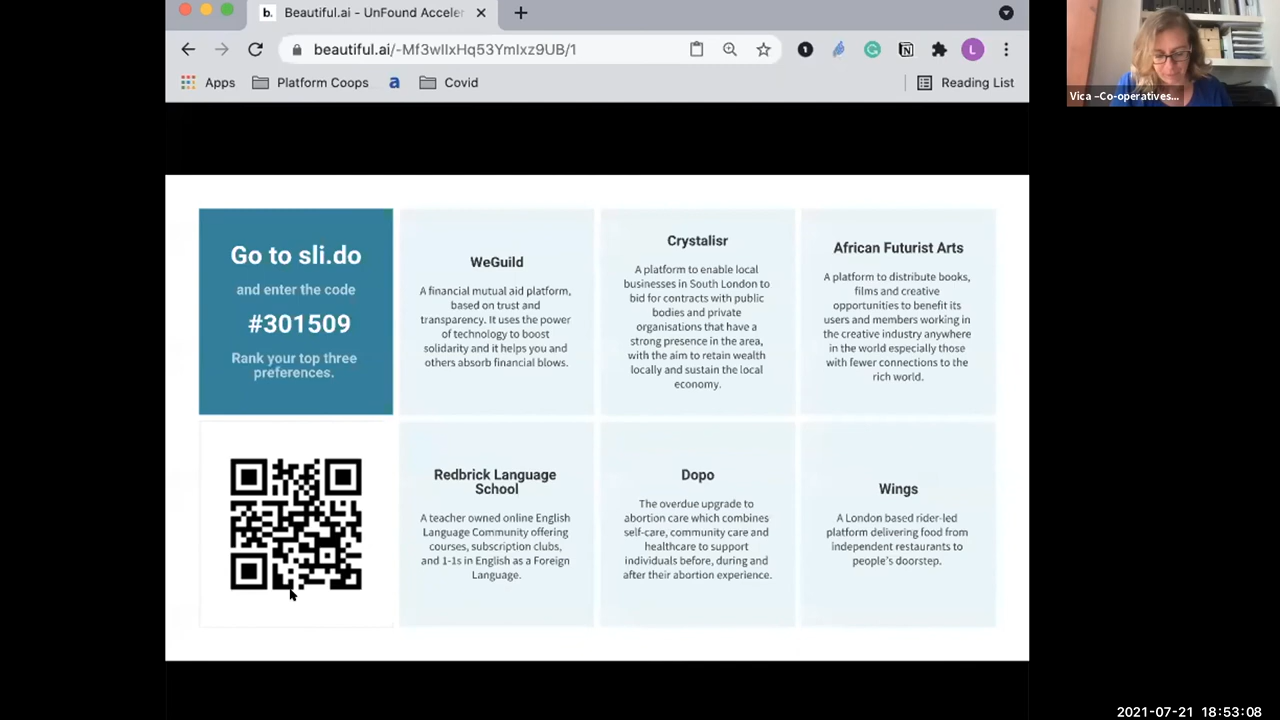 b. Beautiful.ai - UnFound Acceler
beautiful.ai/-Mf3wIIxHq53YmIxz9UB/1
Apps
Platform Coops
a
Covid
Reading List
L
Vica –Co-operatives...
Go to sli.do
and enter the code
#301509
Rank your top three
preferences.
WeGuild
A financial mutual aid platform,
based on trust and
transparency. It uses the power
of technology to boost
solidarity and it helps you and
others absorb financial blows.
Crystalisr
A platform to enable local
businesses in South London to
bid for contracts with public
bodies and private
organisations that have a
strong presence in the area,
with the aim to retain wealth
locally and sustain the local
economy.
African Futurist Arts
A platform to distribute books,
films and creative
opportunities to benefit its
users and members working in
the creative industry anywhere
in the world especially those
with fewer connections to the
rich world.
Redbrick Language
School
A teacher owned online English
Language Community offering
courses, subscription clubs,
and 1-1s in English as a Foreign
Language.
Dopo
The overdue upgrade to
abortion care which combines
self-care, community care and
healthcare to support
individuals before, during and
after their abortion experience.
Wings
A London based rider-led
platform delivering food from
independent restaurants to
people's doorstep.
2021-07-21 18:53:08